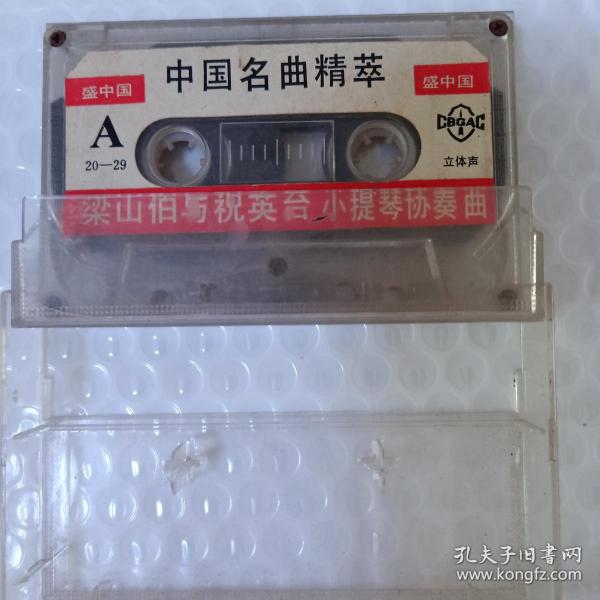 中国名曲精萃
盛中国
盛中国
A
20—29
CBGAC
立体声
梁山伯与祝英台 小提琴协奏曲
孔夫子旧書网
www.kongfz.com